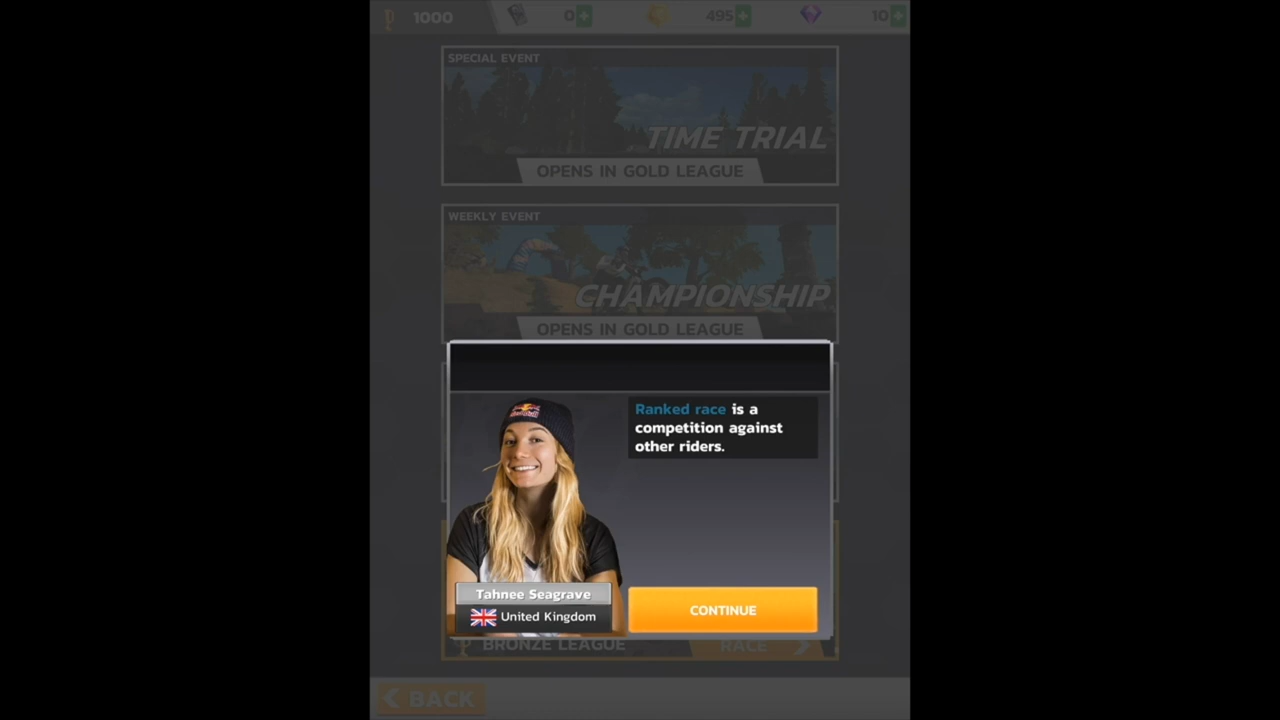 1000 0 495 10
SPECIAL EVENT
TIME TRIAL
OPENS IN GOLD LEAGUE
WEEKLY EVENT
CHAMPIONSHIP
OPENS IN GOLD LEAGUE
Ranked race is a
competition against
other riders.
Tahnee Seagrave
United Kingdom
CONTINUE
BRONZE LEAGUE
RACE
BACK